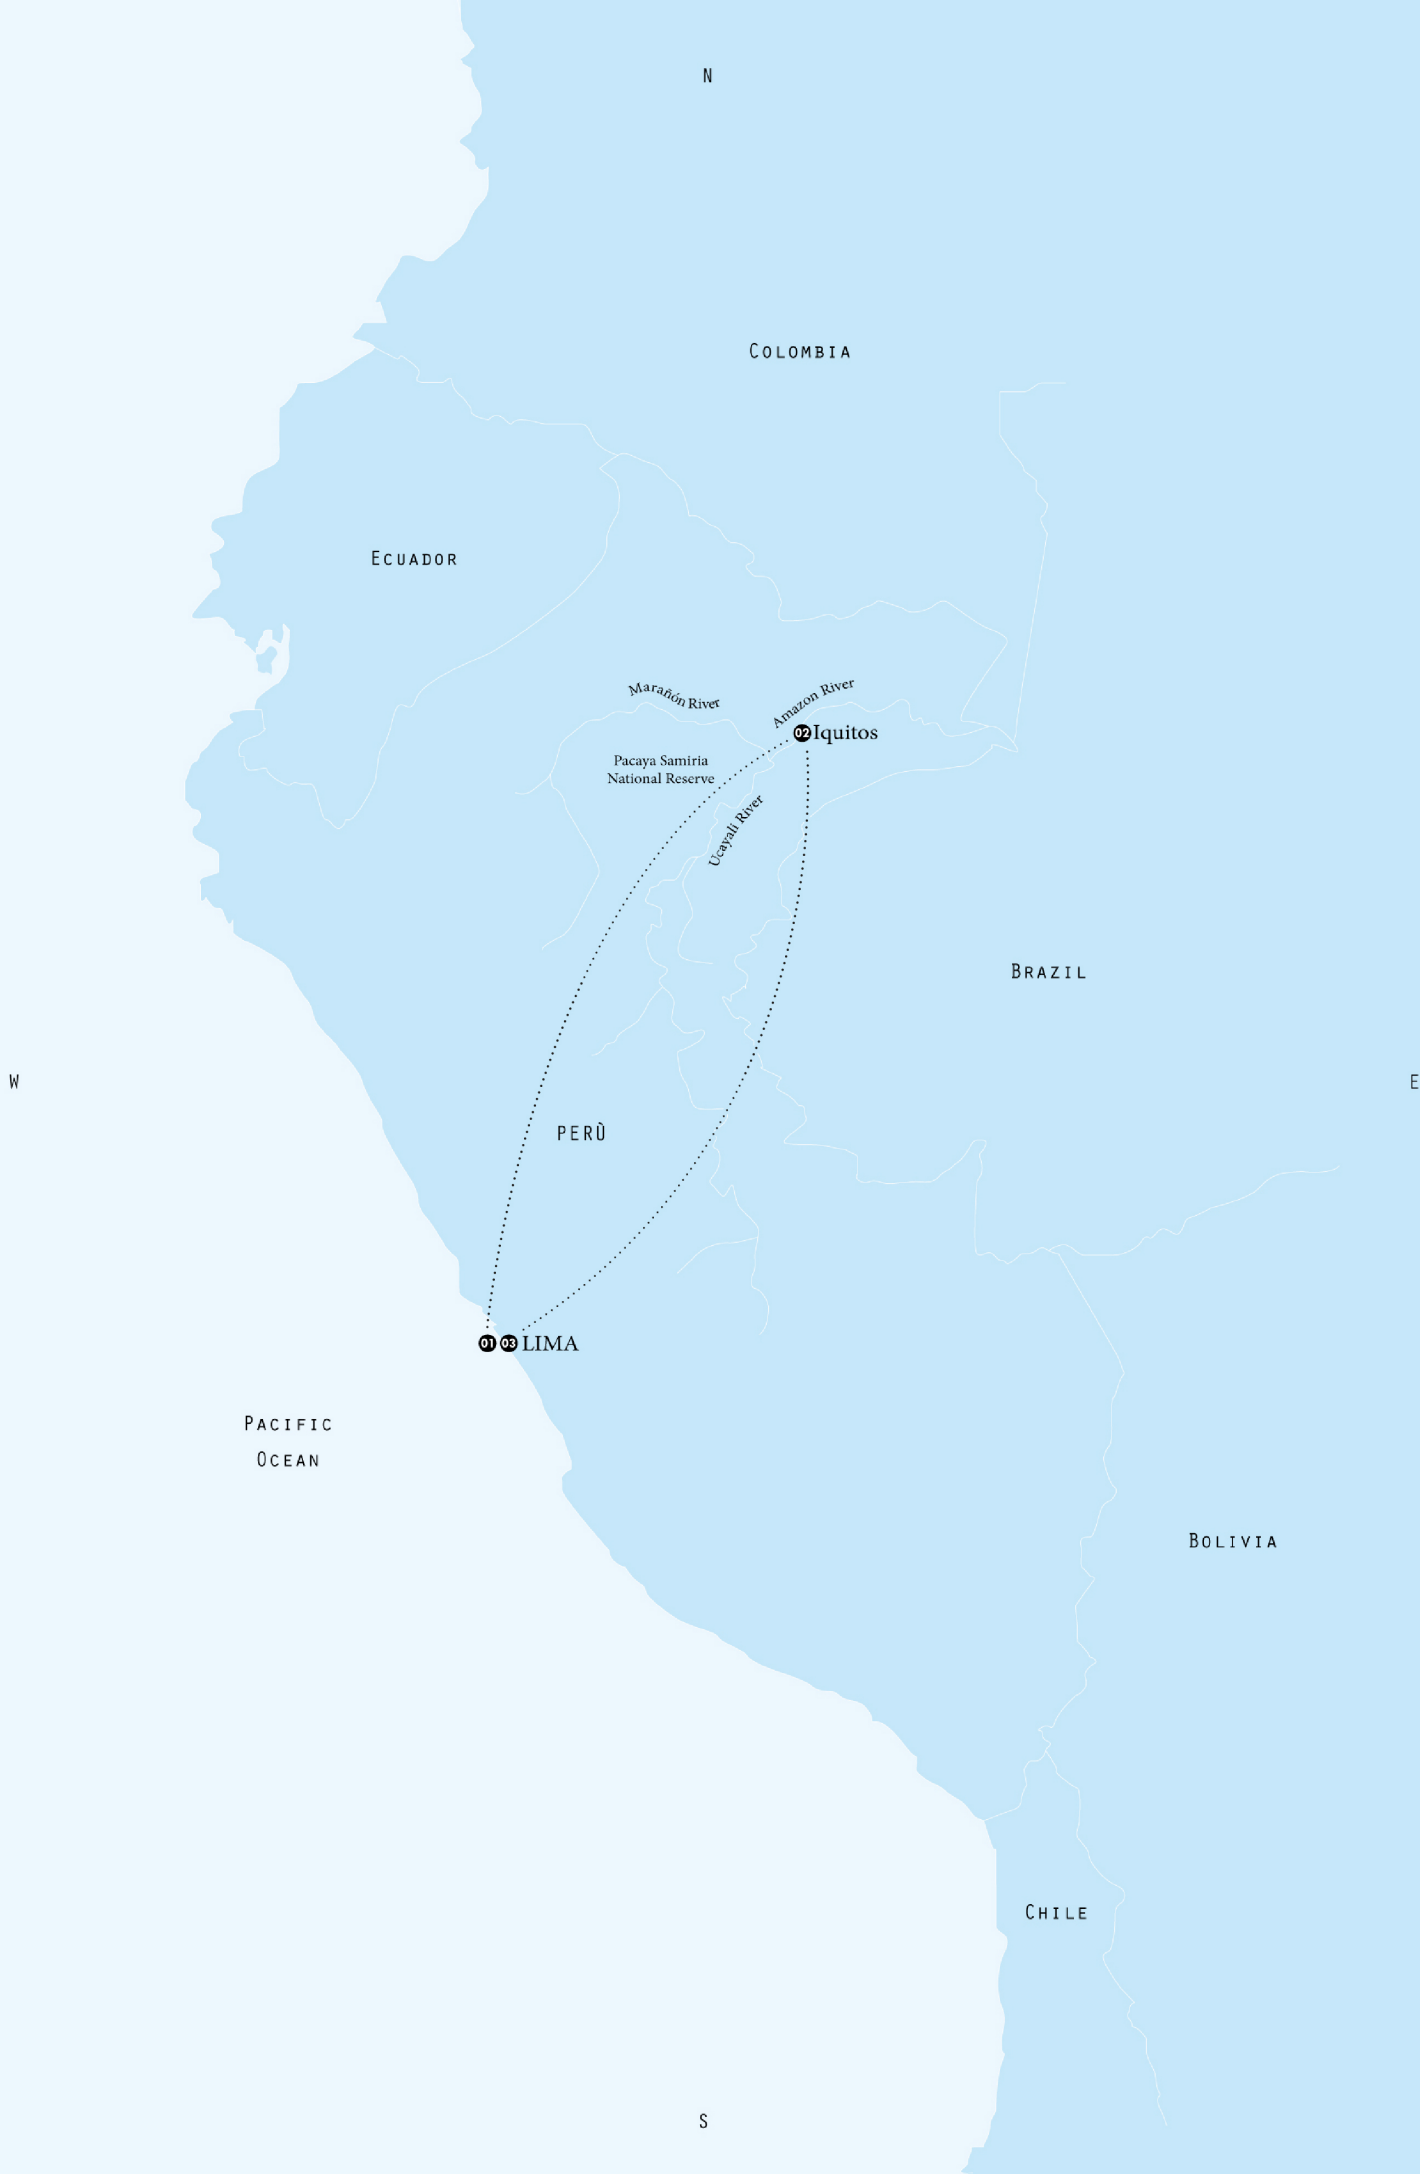 N
COLOMBIA
ECUADOR
Marañón River
Amazon River
02 Iquitos
Pacaya Samiria
National Reserve
Ucayali River
BRAZIL
W
E
PERÙ
01 03 LIMA
PACIFIC
OCEAN
BOLIVIA
CHILE
S